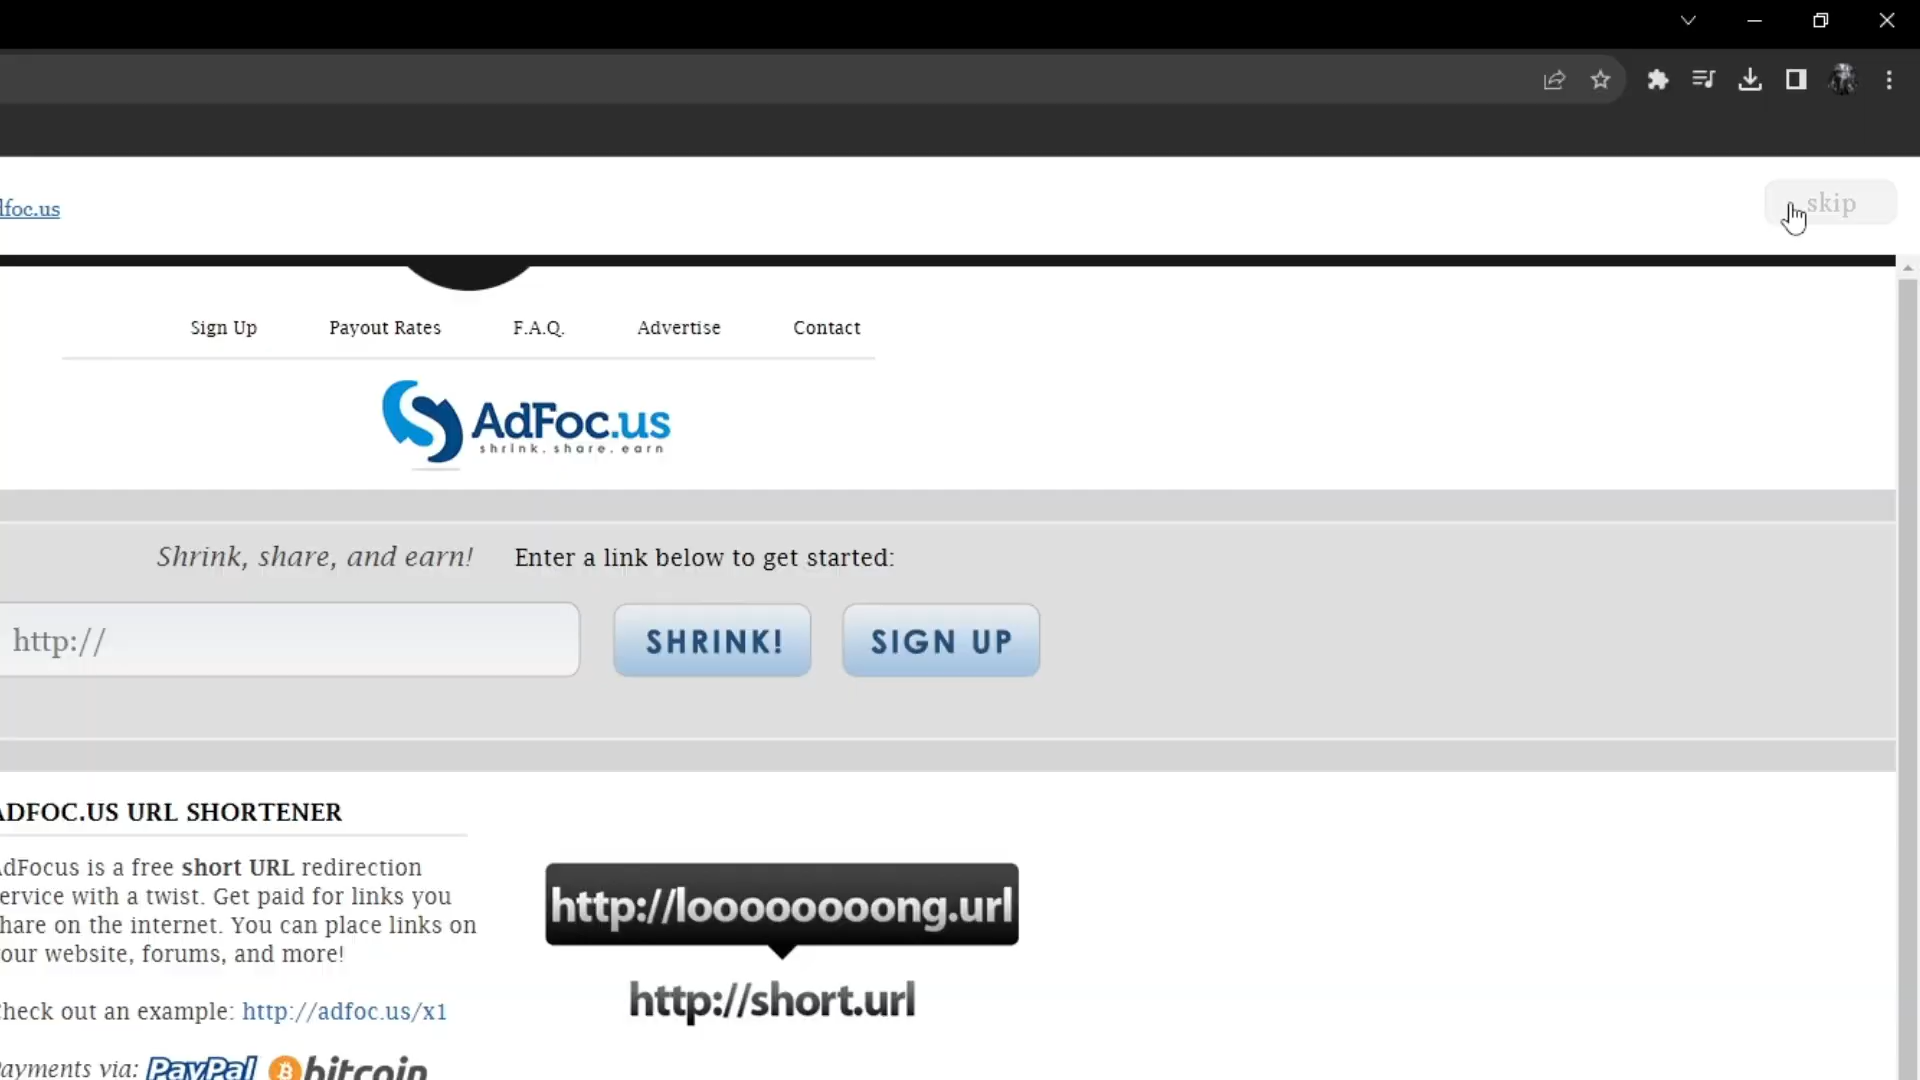 dfoc.us
skip
Sign Up Payout Rates F.A.Q. Advertise Contact
AdFoc.us
shrink. share. earn
Shrink, share, and earn! Enter a link below to get started:
http://
SHRINK!
SIGN UP
ADFOC.US URL SHORTENER
dFocus is a free short URL redirection
ervice with a twist. Get paid for links you
hare on the internet. You can place links on
our website, forums, and more!
http://looooooooong.url
http://short.url
heck out an example: http://adfoc.us/x1
ayments via: PayPal bitcoin